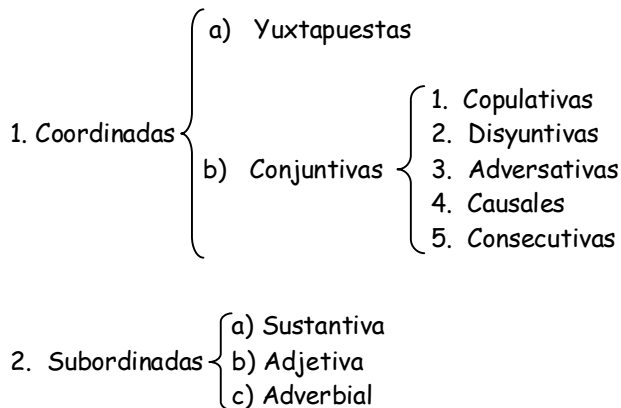 a) Yuxtapuestas
1. Copulativas
2. Disyuntivas
1. Coordinadas
b) Conjuntivas
3. Adversativas
4. Causales
5. Consecutivas
a) Sustantiva
2. Subordinadas
b) Adjetiva
c) Adverbial